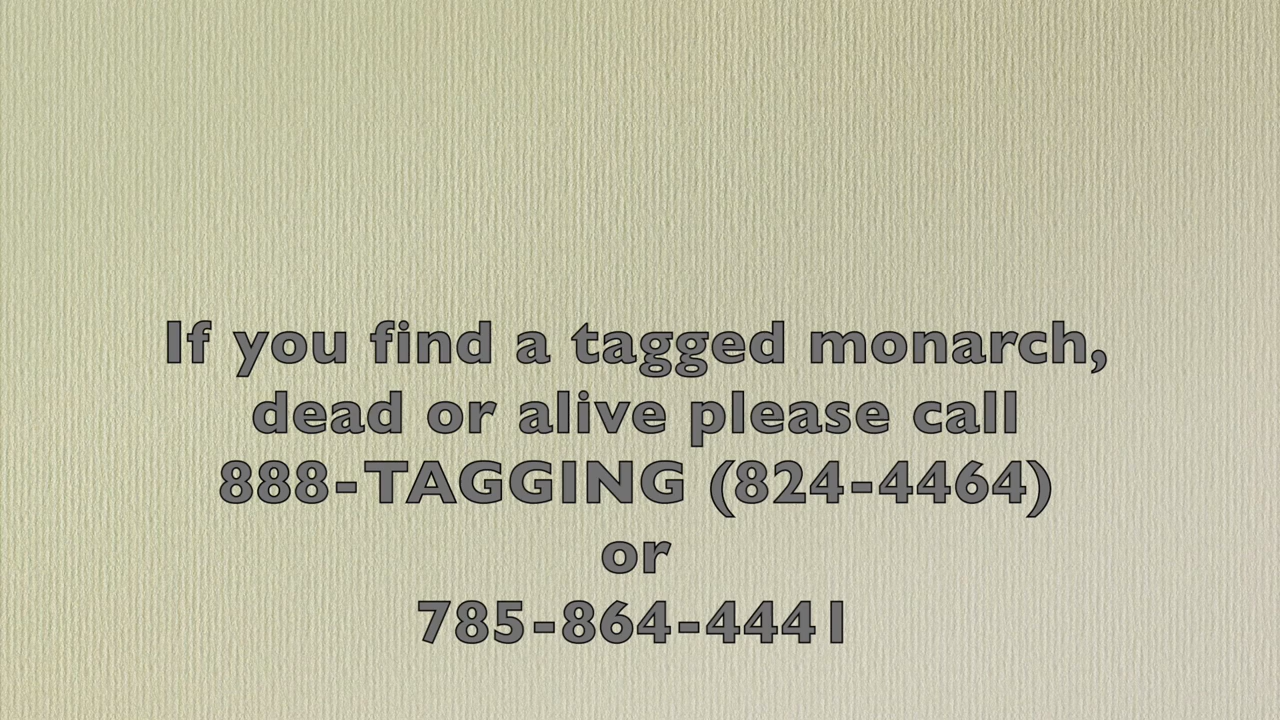 If you find a tagged monarch,
dead or alive please call
888-TAGGING (824-4464)
or
785-864-4441